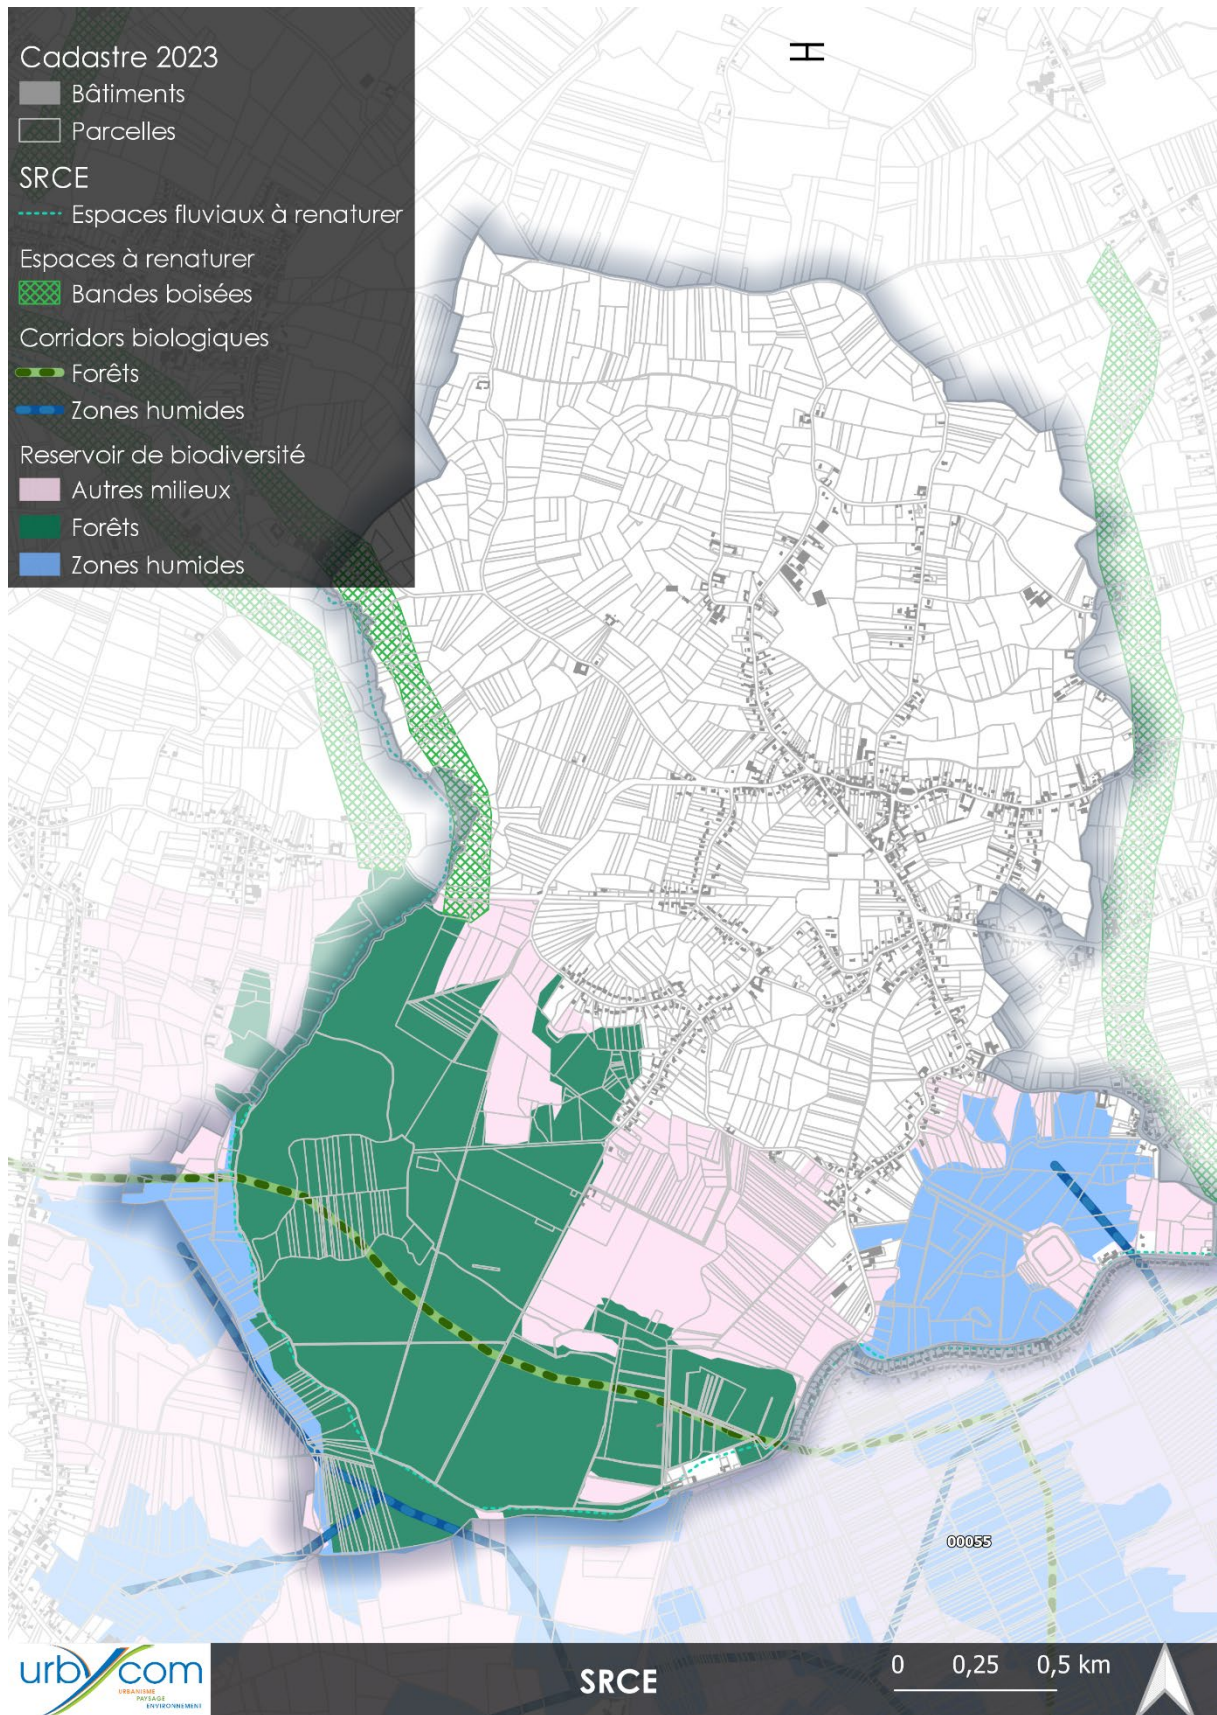 Cadastre 2023
Bâtiments
Parcelles
SRCE
Espaces fluviaux à renaturer
Espaces à renaturer
Bandes boisées
Corridors biologiques
Forêts
Zones humides
Reservoir de biodiversité
Autres milieux
Forêts
Zones humides
00055
urbycom
URBANISME
PAYSAGE
ENVIRONNEMENT
SRCE
0 0,25 0,5 km